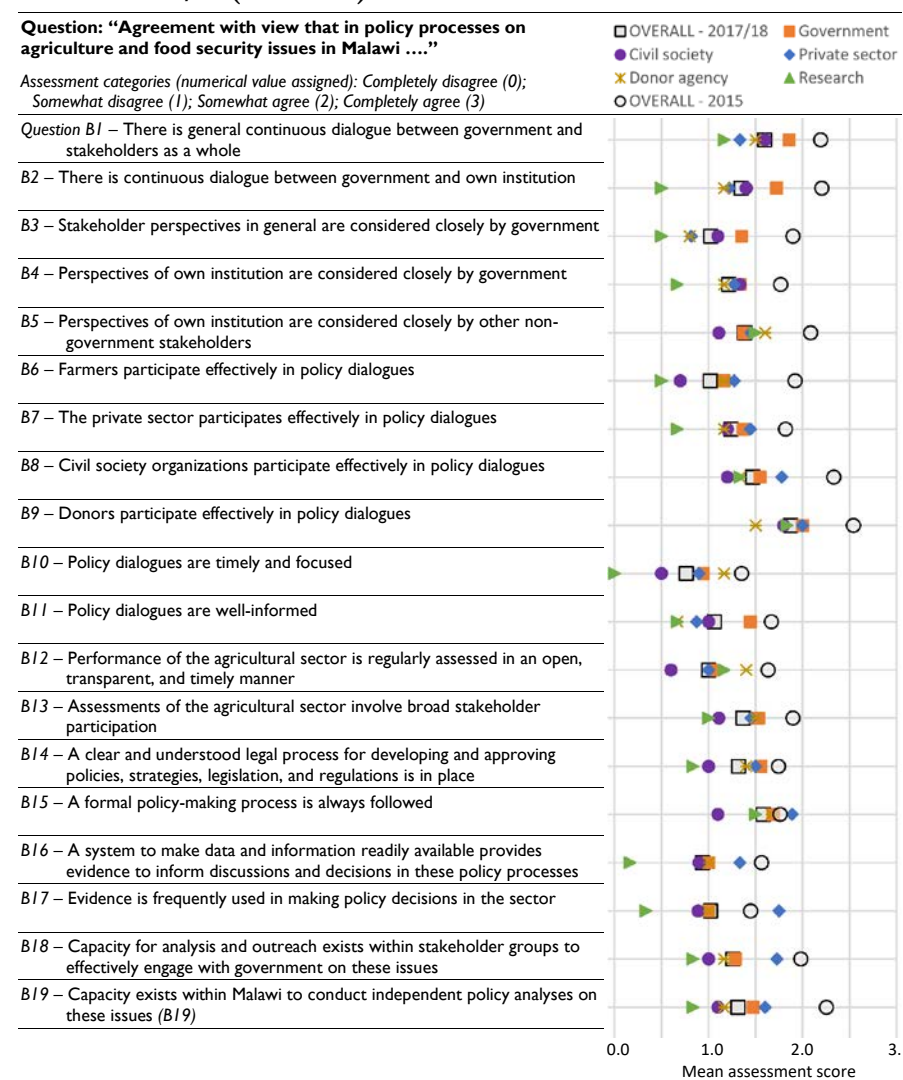 Question: “Agreement with view that in policy processes on
agriculture and food security issues in Malawi ....”
Assessment categories (numerical value assigned): Completely disagree (0);
Somewhat disagree (1); Somewhat agree (2); Completely agree (3)
OVERALL - 2017/18 Government
Civil society Private sector
Donor agency Research
OVERALL - 2015
Question B1 – There is general continuous dialogue between government and
stakeholders as a whole
B2 – There is continuous dialogue between government and own institution
B3 – Stakeholder perspectives in general are considered closely by government
B4 – Perspectives of own institution are considered closely by government
B5 – Perspectives of own institution are considered closely by other non-
government stakeholders
B6 – Farmers participate effectively in policy dialogues
B7 – The private sector participates effectively in policy dialogues
B8 – Civil society organizations participate effectively in policy dialogues
B9 – Donors participate effectively in policy dialogues
B10 – Policy dialogues are timely and focused
B11 – Policy dialogues are well-informed
B12 – Performance of the agricultural sector is regularly assessed in an open,
transparent, and timely manner
B13 – Assessments of the agricultural sector involve broad stakeholder
participation
B14 – A clear and understood legal process for developing and approving
policies, strategies, legislation, and regulations is in place
B15 – A formal policy-making process is always followed
B16 – A system to make data and information readily available provides
evidence to inform discussions and decisions in these policy processes
B17 – Evidence is frequently used in making policy decisions in the sector
B18 – Capacity for analysis and outreach exists within stakeholder groups to
effectively engage with government on these issues
B19 – Capacity exists within Malawi to conduct independent policy analyses on
these issues (B19)
0.0 1.0 2.0 3.
Mean assessment score